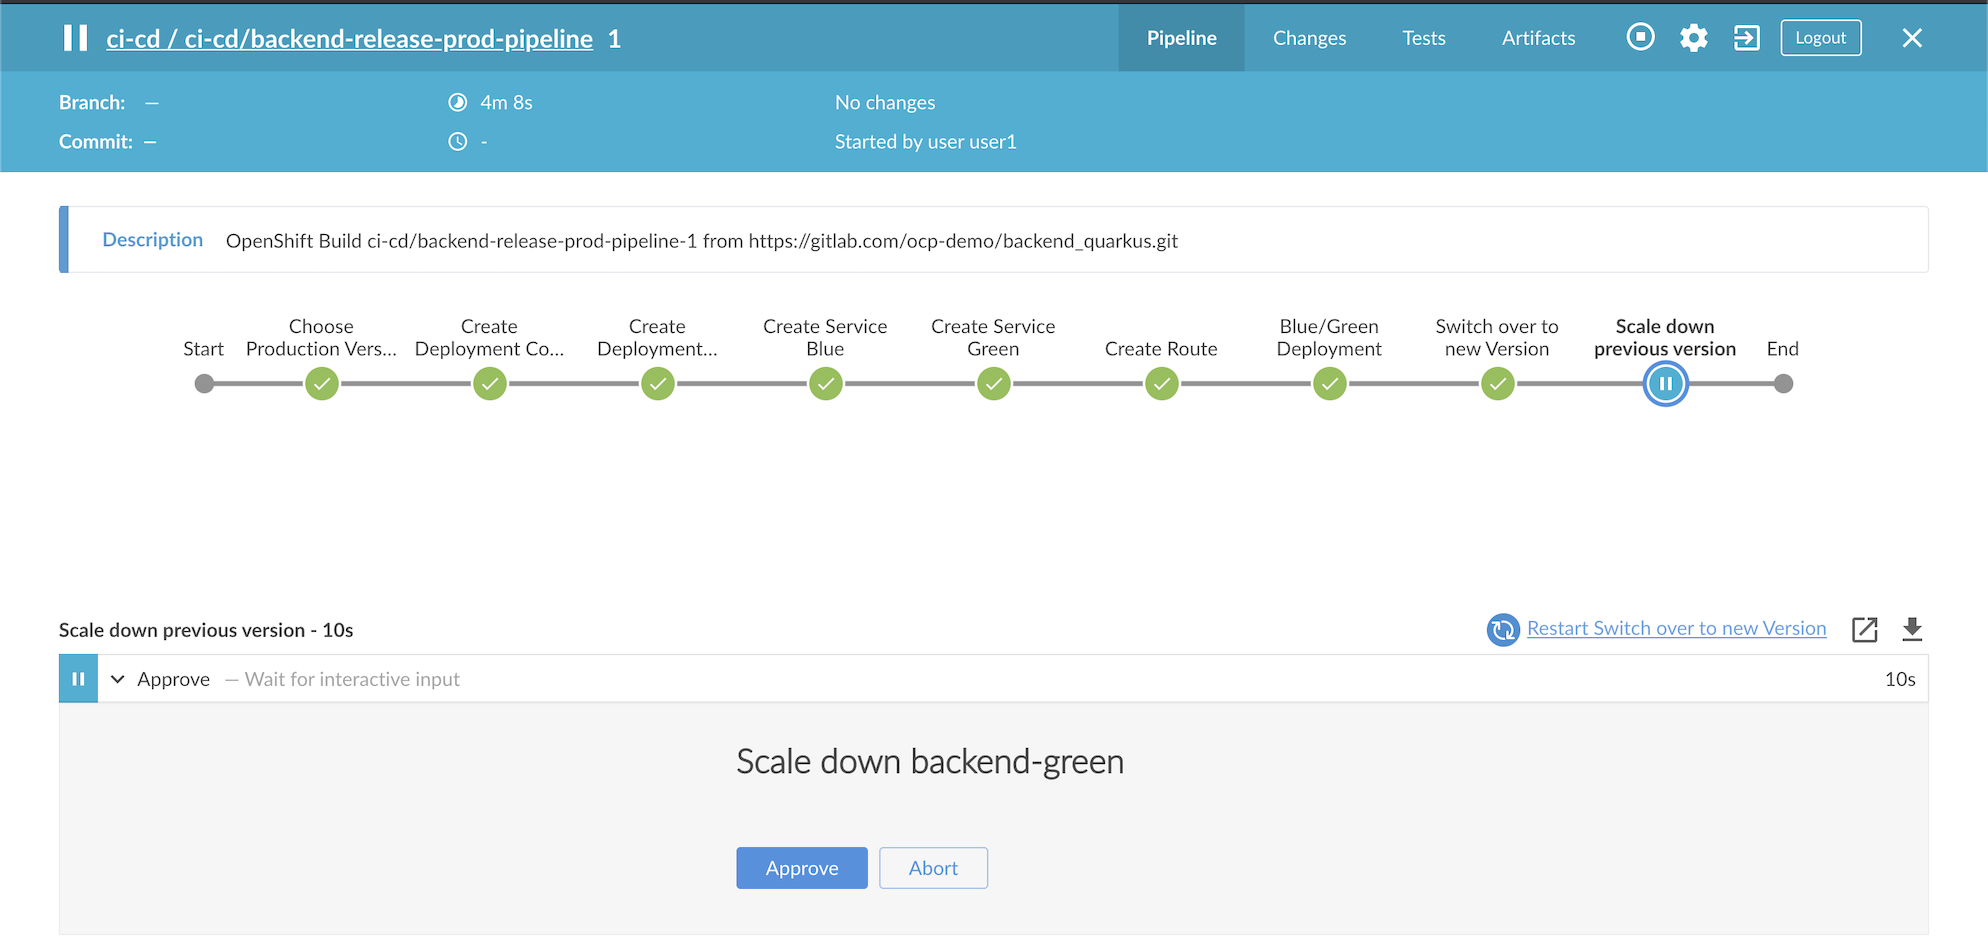 ci-cd / ci-cd/backend-release-prod-pipeline 1
Pipeline Changes Tests Artifacts Logout
Branch: — 4m 8s No changes
Commit: — - Started by user user1
Description OpenShift Build ci-cd/backend-release-prod-pipeline-1 from https://gitlab.com/ocp-demo/backend_quarkus.git
Start
Choose
Production Vers...
Create
Deployment Co...
Create
Deployment...
Create Service
Blue
Create Service
Green
Create Route
Blue/Green
Deployment
Switch over to
new Version
Scale down
previous version
End
Scale down previous version - 10s
Restart Switch over to new Version
Approve — Wait for interactive input 10s
Scale down backend-green
Approve Abort